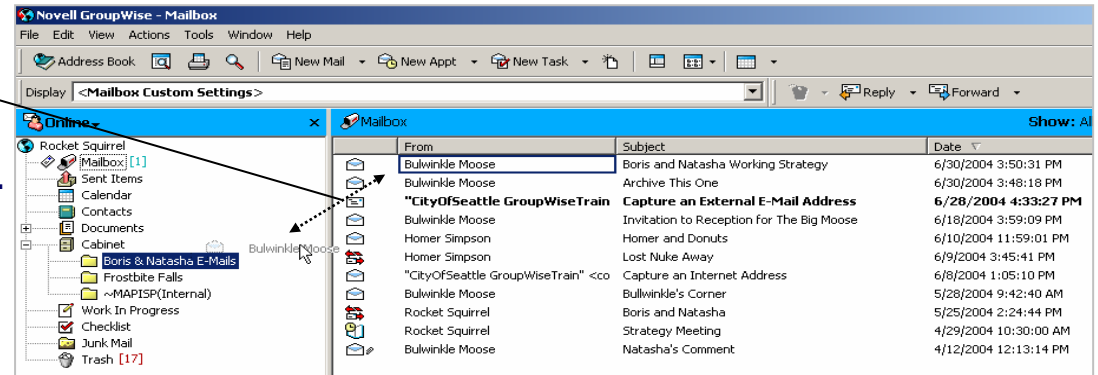 Novell GroupWise - Mailbox
File Edit View Actions Tools Window Help
Address Book New Mail New Appt New Task
Display <Mailbox Custom Settings> Reply Forward
Online Mailbox Show: Al
From Subject Date
Rocket Squirrel
Mailbox [1]
Sent Items
Calendar
Contacts
Documents
Cabinet
Boris & Natasha E-Mails
Frostbite Falls
~MAPISP(Internal)
Work In Progress
Checklist
Junk Mail
Trash [17]
Bulwinkle Moose
Bulwinkle Moose Boris and Natasha Working Strategy 6/30/2004 3:50:31 PM
Bulwinkle Moose Archive This One 6/30/2004 3:48:18 PM
"CityOfSeattle GroupWiseTrain Capture an External E-Mail Address 6/28/2004 4:33:27 PM
Bulwinkle Moose Invitation to Reception for The Big Moose 6/18/2004 3:59:09 PM
Homer Simpson Homer and Donuts 6/10/2004 11:59:01 PM
Homer Simpson Lost Nuke Away 6/9/2004 3:45:41 PM
"CityOfSeattle GroupWiseTrain" <co Capture an Internet Address 6/8/2004 1:05:10 PM
Bulwinkle Moose Bullwinkle's Corner 5/28/2004 9:42:40 AM
Rocket Squirrel Boris and Natasha 5/25/2004 2:24:44 PM
Rocket Squirrel Strategy Meeting 4/29/2004 10:30:00 AM
Bulwinkle Moose Natasha's Comment 4/12/2004 12:13:14 PM